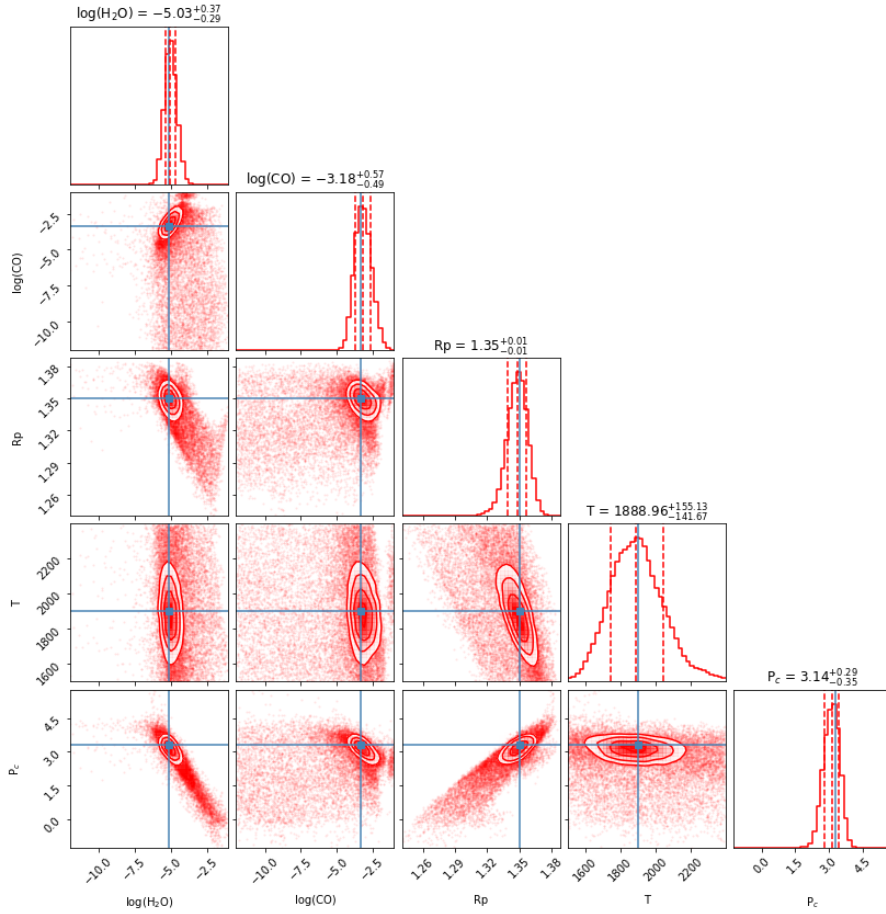 log(H₂O) = −5.03 +0.37 −0.29
log(CO) = −3.18 +0.57 −0.49
−2.5
−5.0
−7.5
−10.0
log(CO)
Rp = 1.35 +0.01 −0.01
1.38
1.35
1.32
1.29
1.26
Rp
T = 1888.96 +155.13 −141.67
2200
2000
1800
1600
T
P_c = 3.14 +0.29 −0.35
4.5
3.0
1.5
0.0
P_c
−10.0 −7.5 −5.0 −2.5
−10.0 −7.5 −5.0 −2.5
1.26 1.29 1.32 1.35 1.38
1600 1800 2000 2200
0.0 1.5 3.0 4.5
log(H₂O) log(CO) Rp T P_c